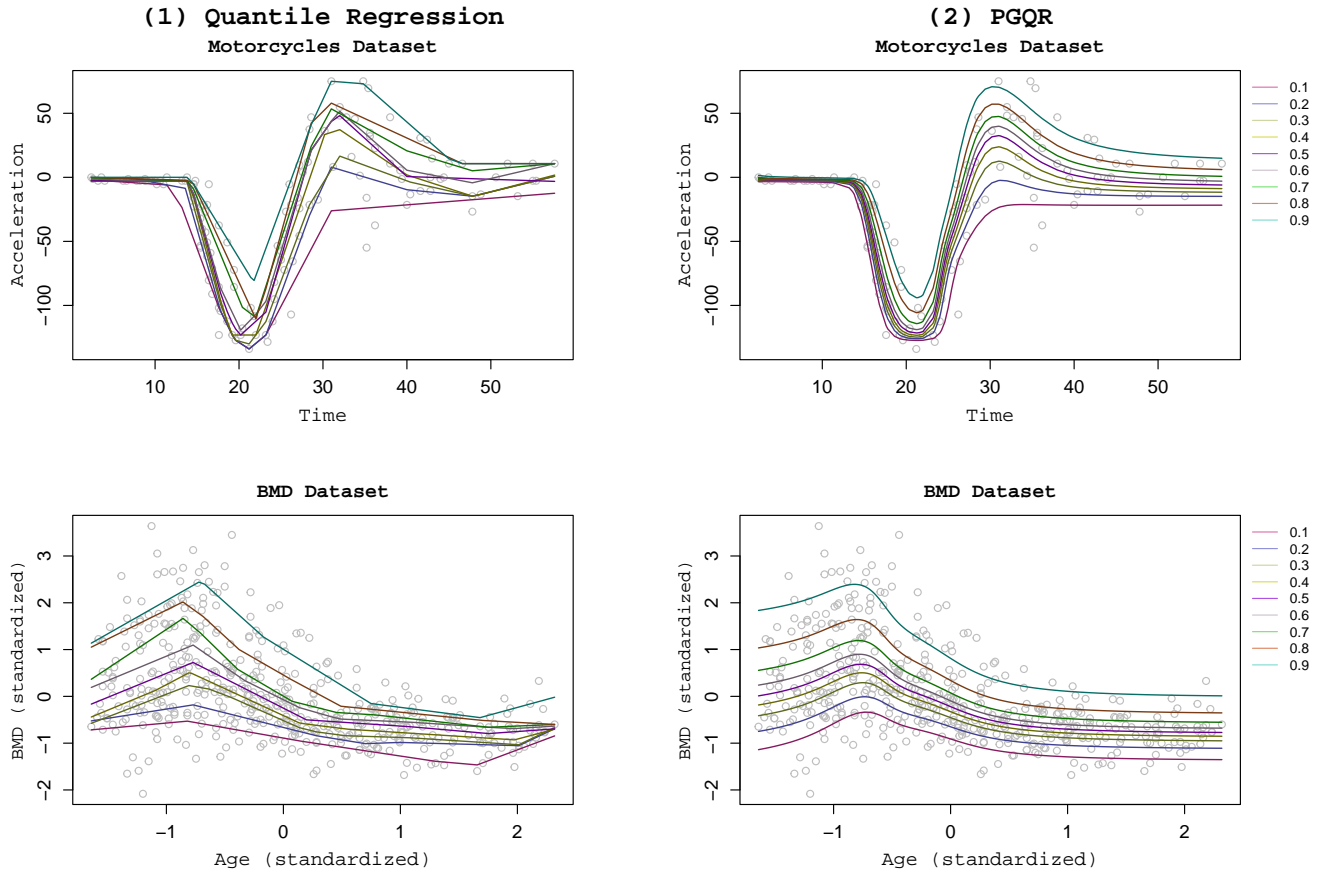 (1) Quantile Regression
(2) PGQR
Motorcycles Dataset
50
0
−50
−100
Acceleration
10 20 30 40 50
Time
Motorcycles Dataset
50
0
−50
−100
Acceleration
10 20 30 40 50
Time
0.1
0.2
0.3
0.4
0.5
0.6
0.7
0.8
0.9
BMD Dataset
3
2
1
0
−1
−2
BMD (standardized)
−1 0 1 2
Age (standardized)
BMD Dataset
3
2
1
0
−1
−2
BMD (standardized)
−1 0 1 2
Age (standardized)
0.1
0.2
0.3
0.4
0.5
0.6
0.7
0.8
0.9